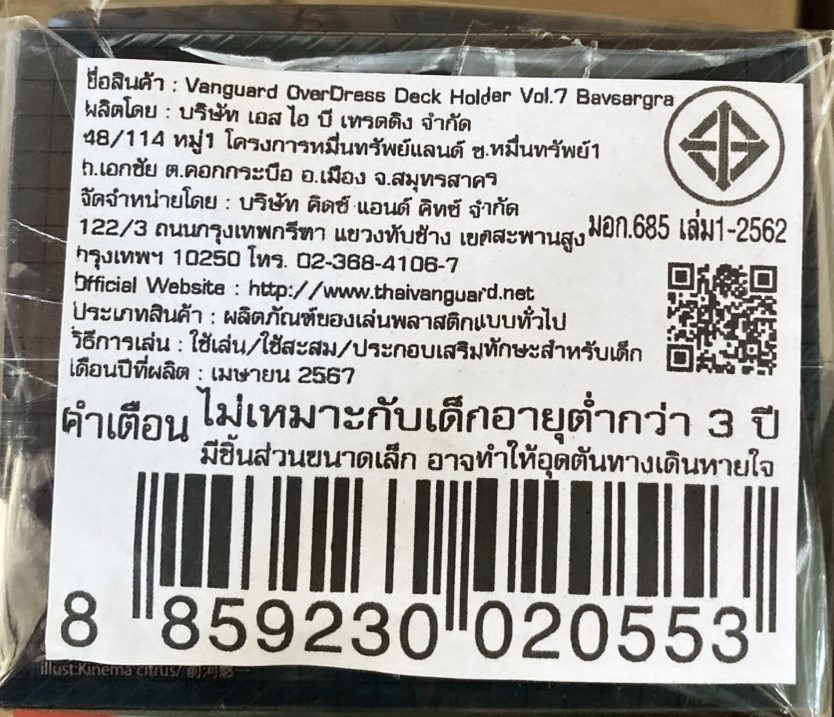 ชื่อสินค้า : Vanguard OverDress Deck Holder Vol.7 Bavsargra
ผลิตโดย : บริษัท เอส ไอ บี เทรดดิง จำกัด
48/114 หมู่1 โครงการหมื่นทรัพย์แลนด์ ซ.หมื่นทรัพย์1
ถ.เอกชัย ต.คอกกระบือ อ.เมือง จ.สมุทรสาคร
จัดจำหน่ายโดย : บริษัท คิดซ์ แอนด์ คิทซ์ จำกัด
122/3 ถนนกรุงเทพกรีฑา แขวงทับช้าง เขตสะพานสูง
กรุงเทพฯ 10250 โทร. 02-368-4106-7
Official Website : http://www.thaivanguard.net
ประเภทสินค้า : ผลิตภัณฑ์ของเล่นพลาสติกแบบทั่วไป
วิธีการเล่น : ใช้เล่น/ใช้สะสม/ประกอบเสริมทักษะสำหรับเด็ก
เดือนปีที่ผลิต : เมษายน 2567
มอก.685 เล่ม1-2562
คำเตือน ไม่เหมาะกับเด็กอายุต่ำกว่า 3 ปี
มีชิ้นส่วนขนาดเล็ก อาจทำให้อุดตันทางเดินหายใจ
8 859230 020553
illust:Kinema citrus/